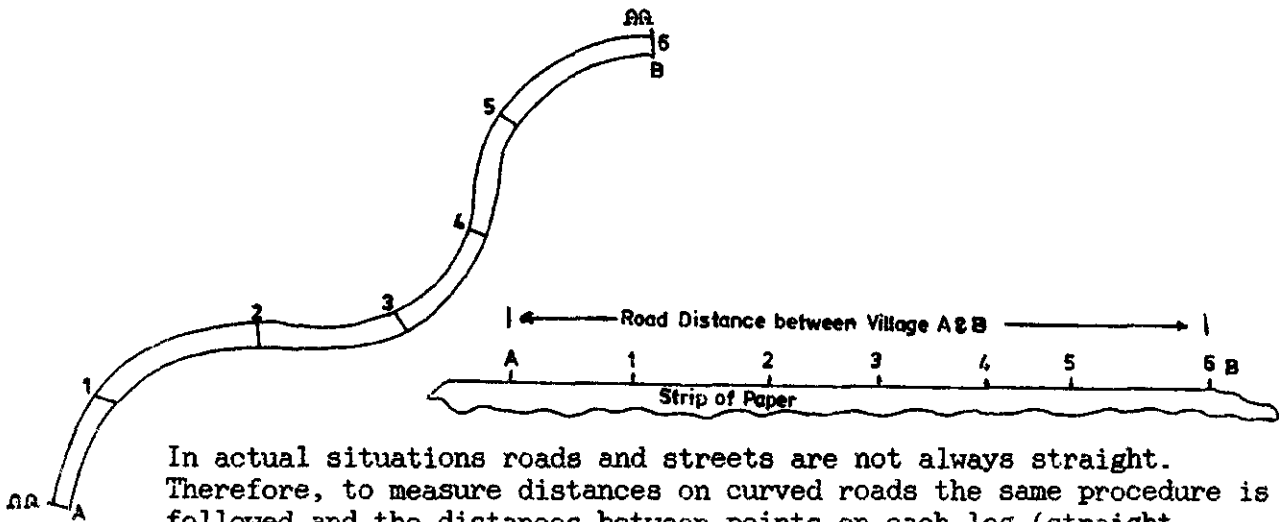 6
B
5
4
3
2
1
A
Road Distance between Village A & B
A 1 2 3 4 5 6 B
Strip of Paper
In actual situations roads and streets are not always straight.
Therefore, to measure distances on curved roads the same procedure is
followed and the distances between points on each leg (straight